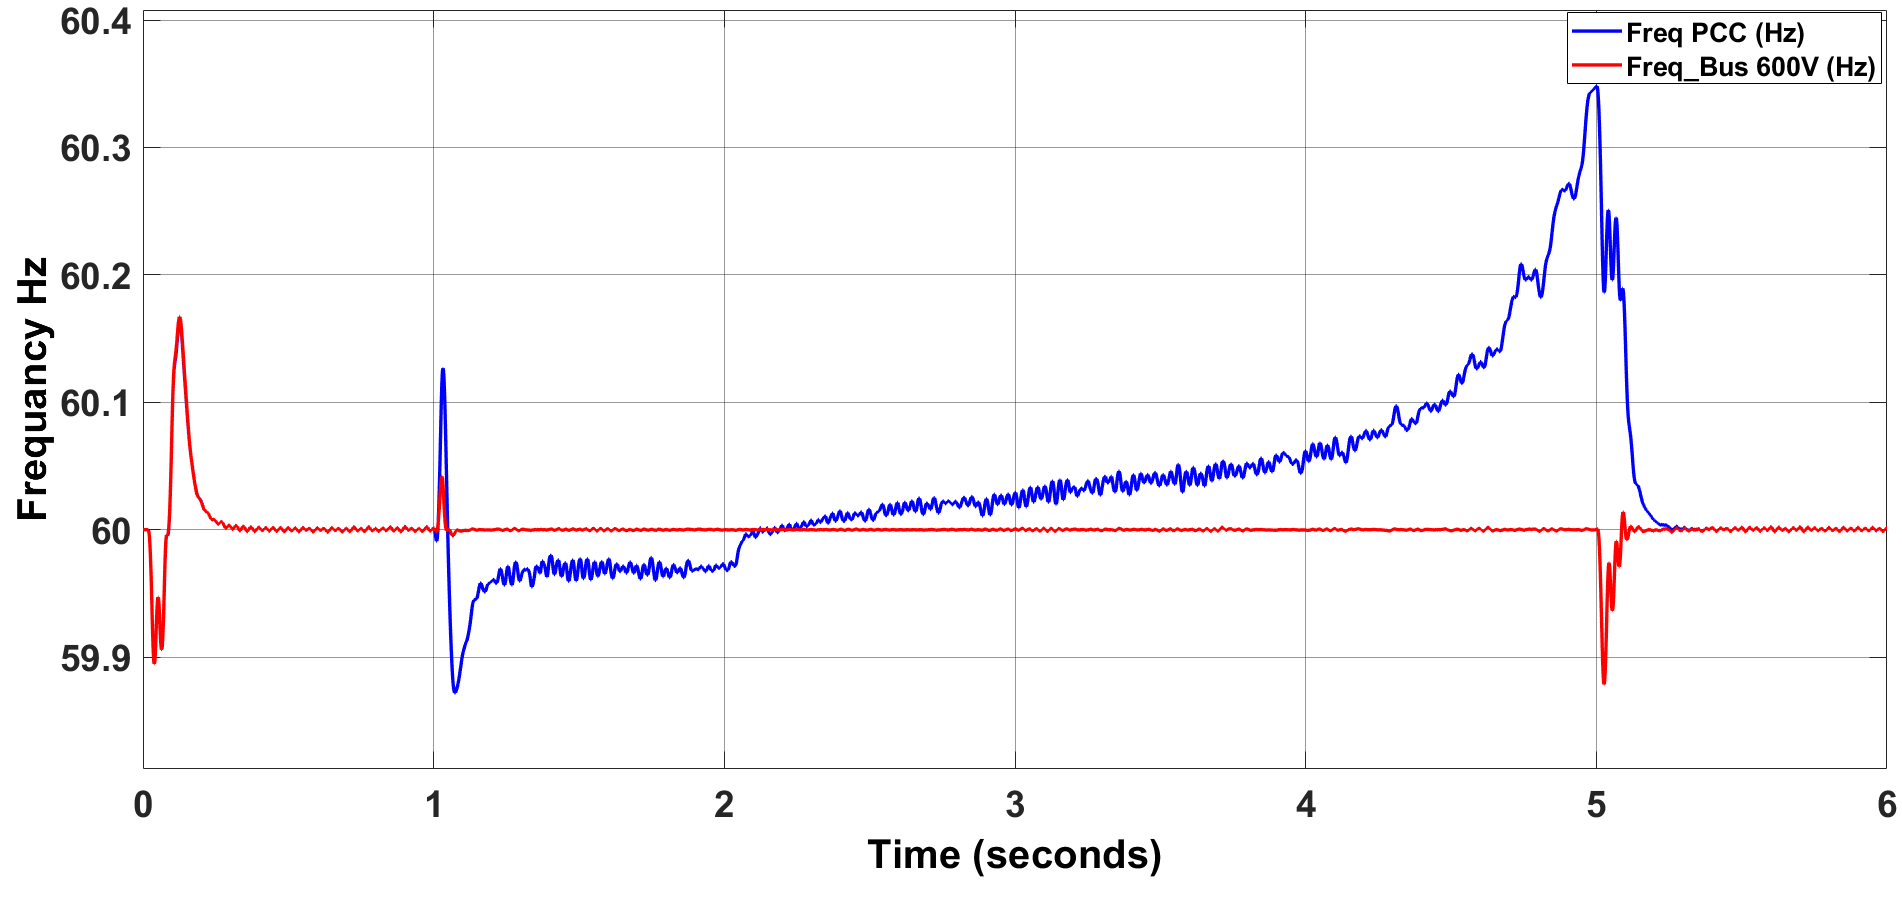 60.4
60.3
60.2
60.1
60
59.9
Frequancy Hz
Freq PCC (Hz)
Freq_Bus 600V (Hz)
0 1 2 3 4 5 6
Time (seconds)